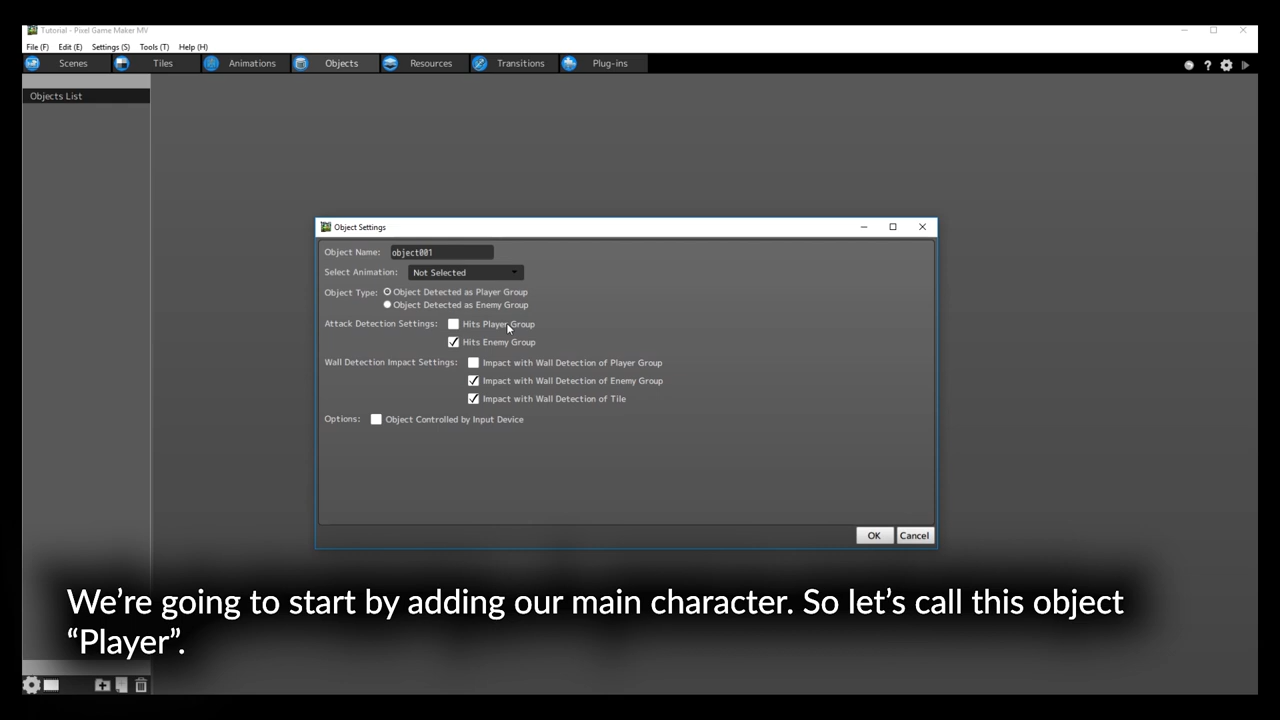 Tutorial - Pixel Game Maker MV
File (F) Edit (E) Settings (S) Tools (T) Help (H)
Scenes Tiles Animations Objects Resources Transitions Plug-ins
Objects List
Object Settings
Object Name: object001
Select Animation: Not Selected
Object Type: Object Detected as Player Group
Object Detected as Enemy Group
Attack Detection Settings: Hits Player Group
Hits Enemy Group
Wall Detection Impact Settings: Impact with Wall Detection of Player Group
Impact with Wall Detection of Enemy Group
Impact with Wall Detection of Tile
Options: Object Controlled by Input Device
OK Cancel
We’re going to start by adding our main character. So let’s call this object
“Player”.